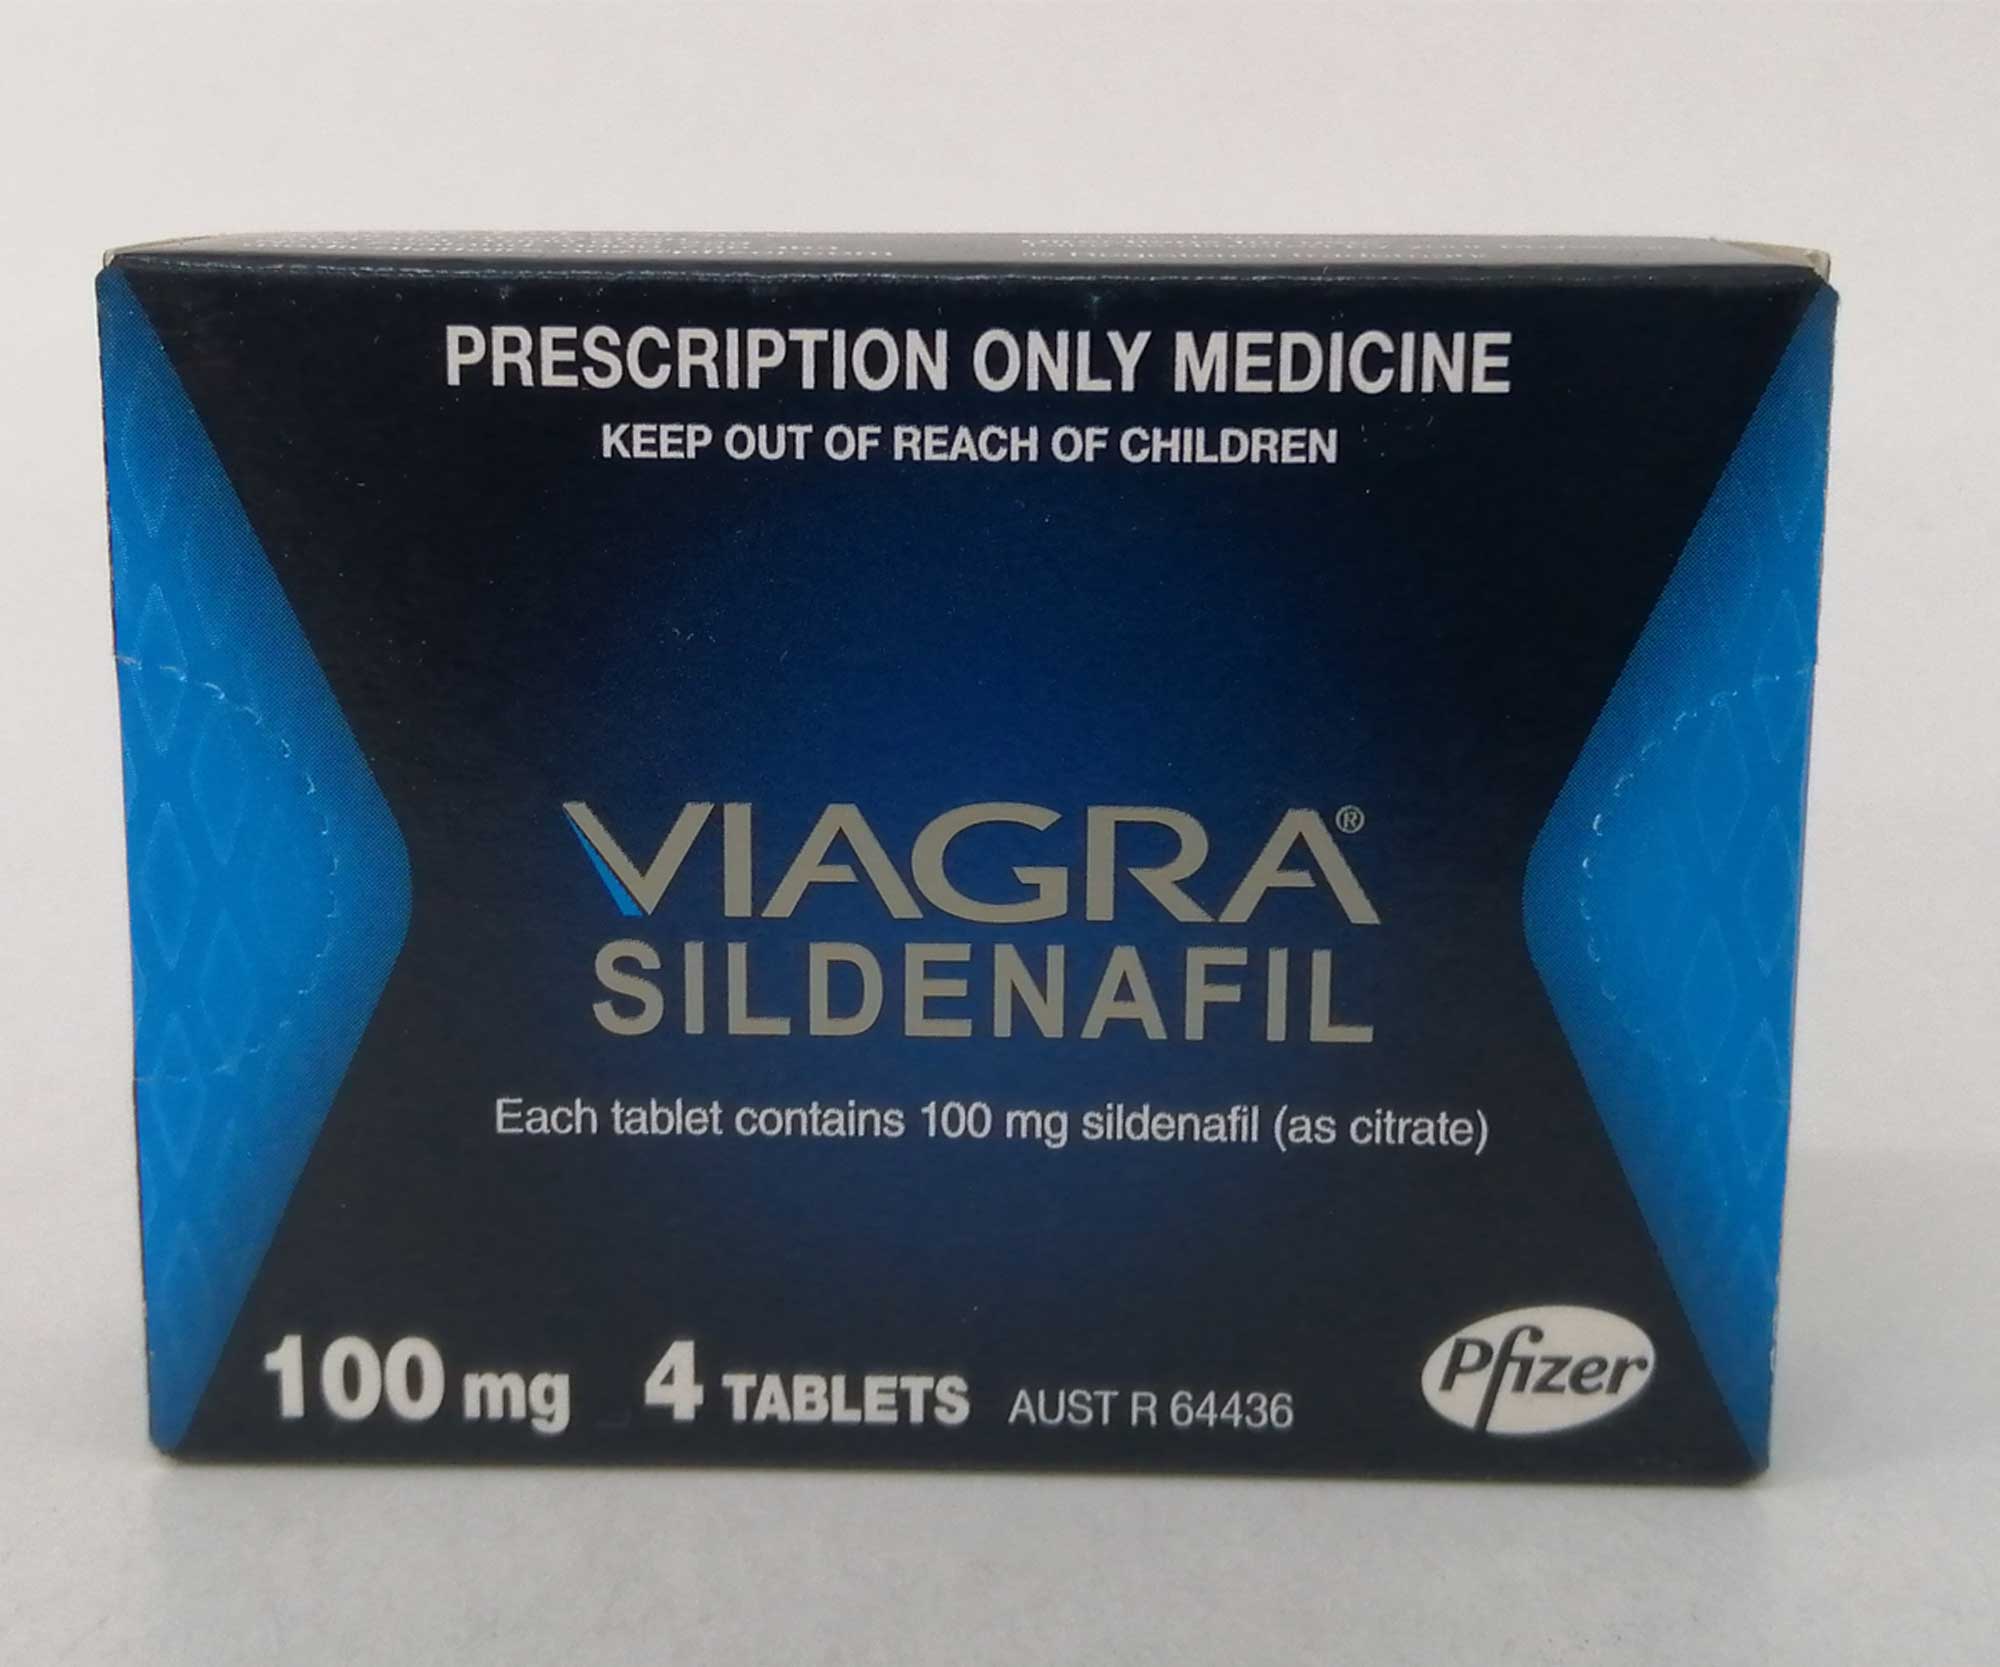 PRESCRIPTION ONLY MEDICINE
KEEP OUT OF REACH OF CHILDREN
VIAGRA®
SILDENAFIL
Each tablet contains 100 mg sildenafil (as citrate)
100 mg 4 TABLETS AUST R 64436
Pfizer